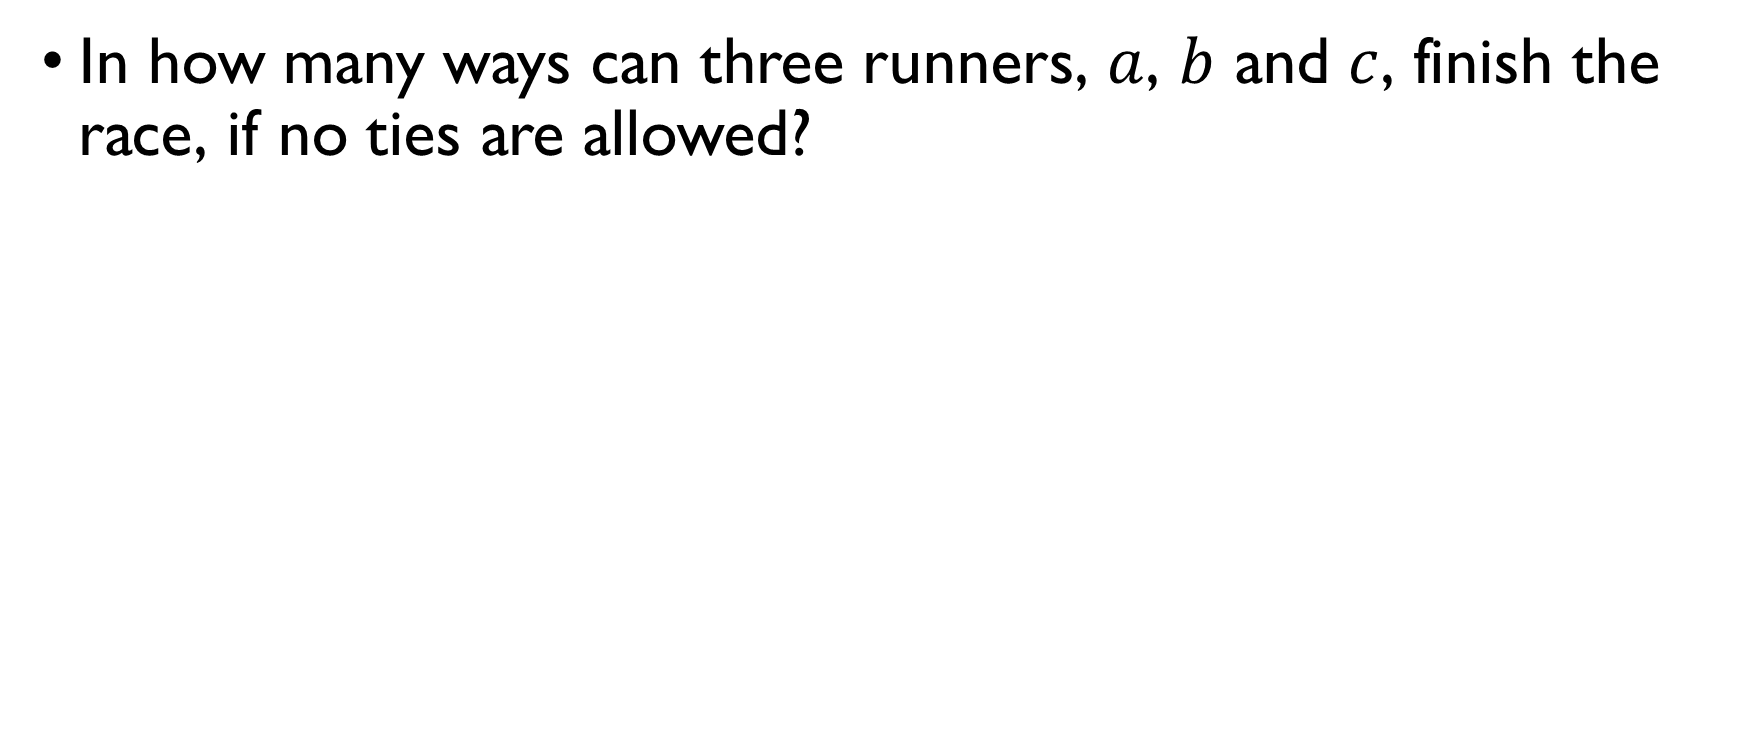 • In how many ways can three runners, a, b and c, finish the
race, if no ties are allowed?